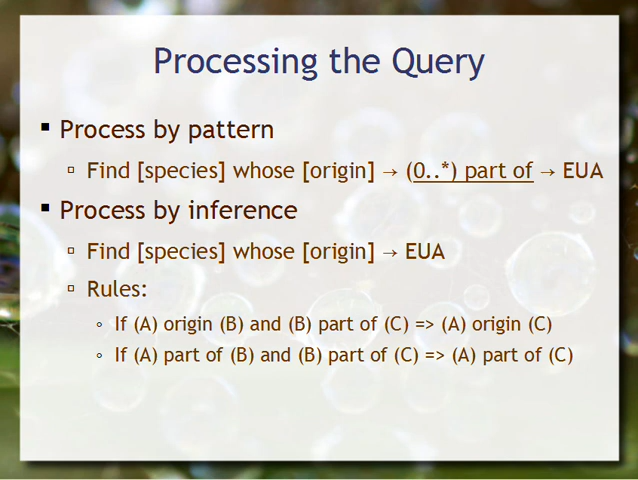 Processing the Query
▪ Process by pattern
▫ Find [species] whose [origin] → (0..*) part of → EUA
▪ Process by inference
▫ Find [species] whose [origin] → EUA
▫ Rules:
◦ If (A) origin (B) and (B) part of (C) => (A) origin (C)
◦ If (A) part of (B) and (B) part of (C) => (A) part of (C)